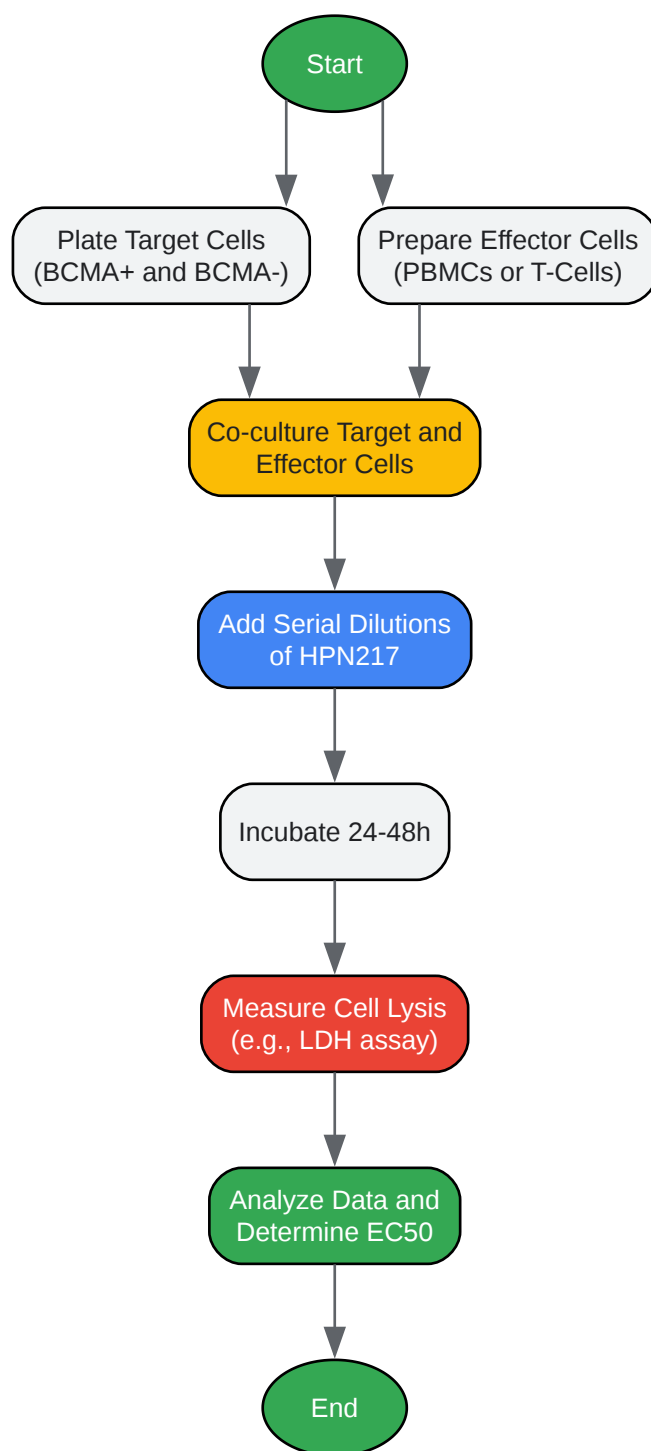 Start
Plate Target Cells
(BCMA+ and BCMA-)
Prepare Effector Cells
(PBMCs or T-Cells)
Co-culture Target and
Effector Cells
Add Serial Dilutions
of HPN217
Incubate 24-48h
Measure Cell Lysis
(e.g., LDH assay)
Analyze Data and
Determine EC50
End